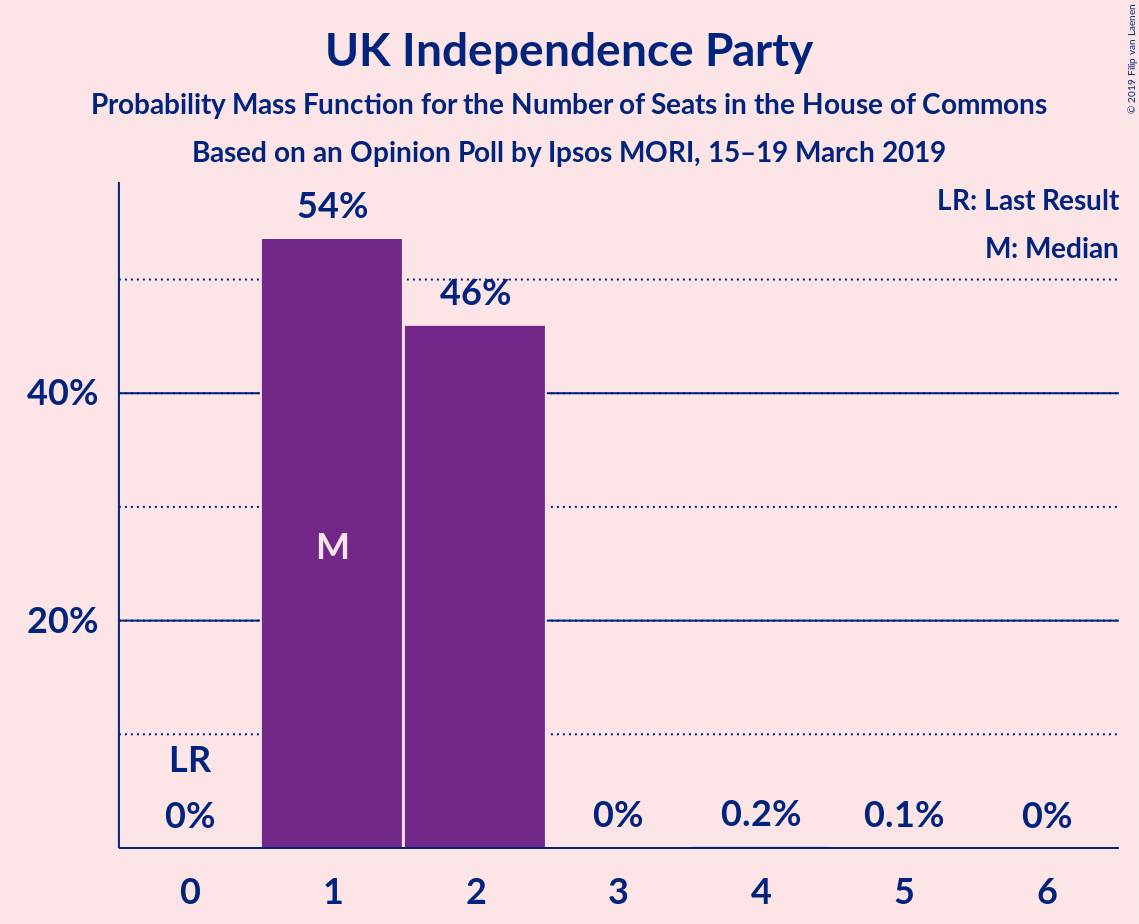 UK Independence Party
Probability Mass Function for the Number of Seats in the House of Commons
Based on an Opinion Poll by Ipsos MORI, 15–19 March 2019
© 2019 Filip van Laenen
LR: Last Result
M: Median
54%
46%
40%
M
20%
LR
0%
0%
0.2%
0.1%
0%
0
1
2
3
4
5
6